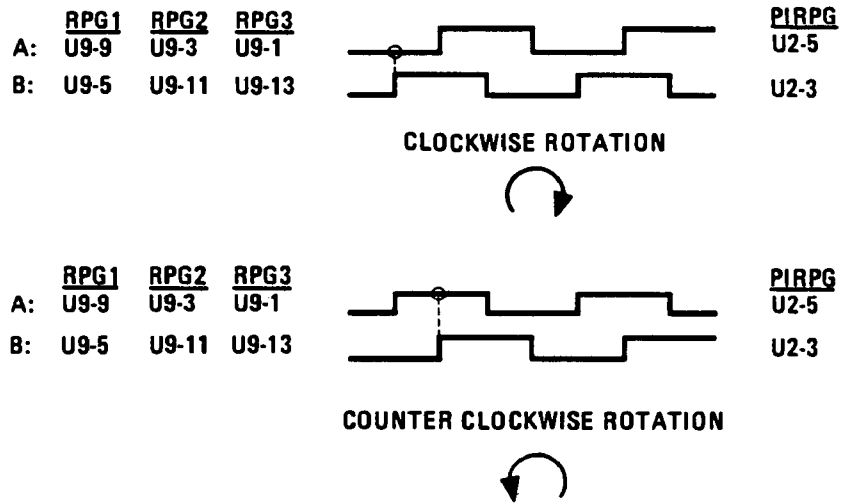 RPG1 RPG2 RPG3 PIRPG
A: U9-9 U9-3 U9-1 U2-5
B: U9-5 U9-11 U9-13 U2-3
CLOCKWISE ROTATION
RPG1 RPG2 RPG3 PIRPG
A: U9-9 U9-3 U9-1 U2-5
B: U9-5 U9-11 U9-13 U2-3
COUNTER CLOCKWISE ROTATION